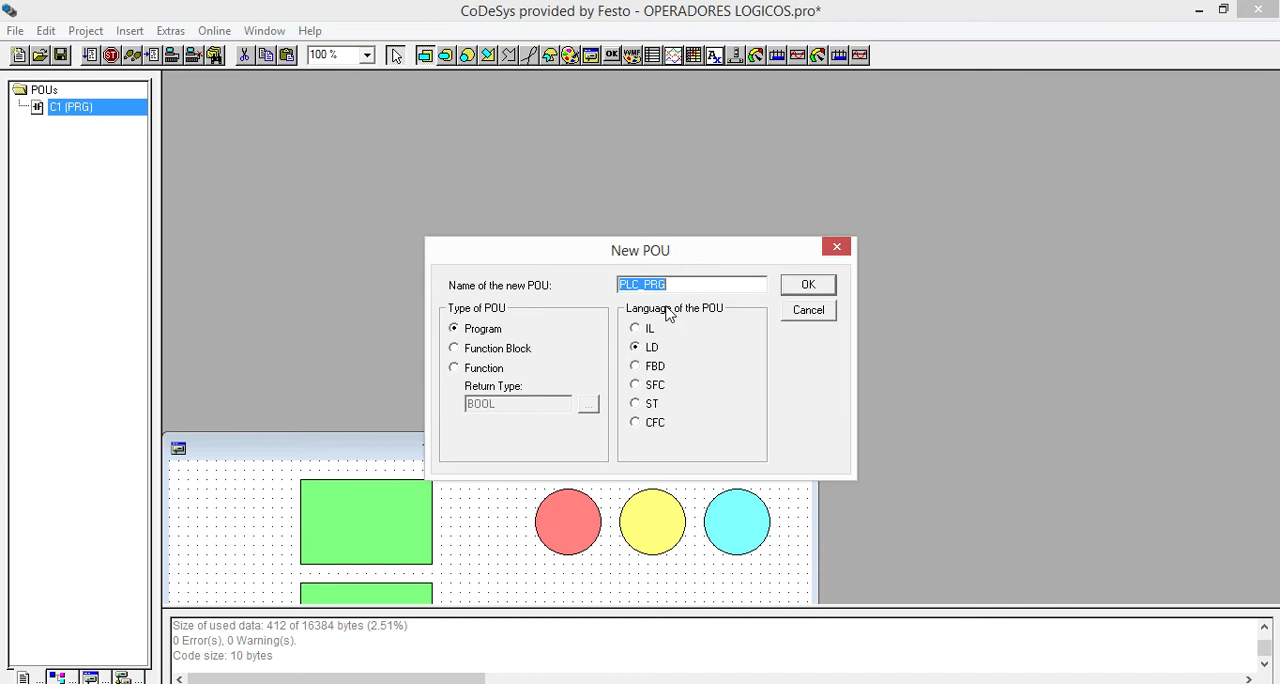 CoDeSys provided by Festo - OPERADORES LOGICOS.pro*
File Edit Project Insert Extras Online Window Help
100 %
POUs
C1 (PRG)
New POU
Name of the new POU: PLC_PRG OK
Type of POU Language of the POU Cancel
Program IL
Function Block LD
Function FBD
Return Type: SFC
BOOL ... ST
CFC
Size of used data: 412 of 16384 bytes (2.51%)
0 Error(s), 0 Warning(s).
Code size: 10 bytes